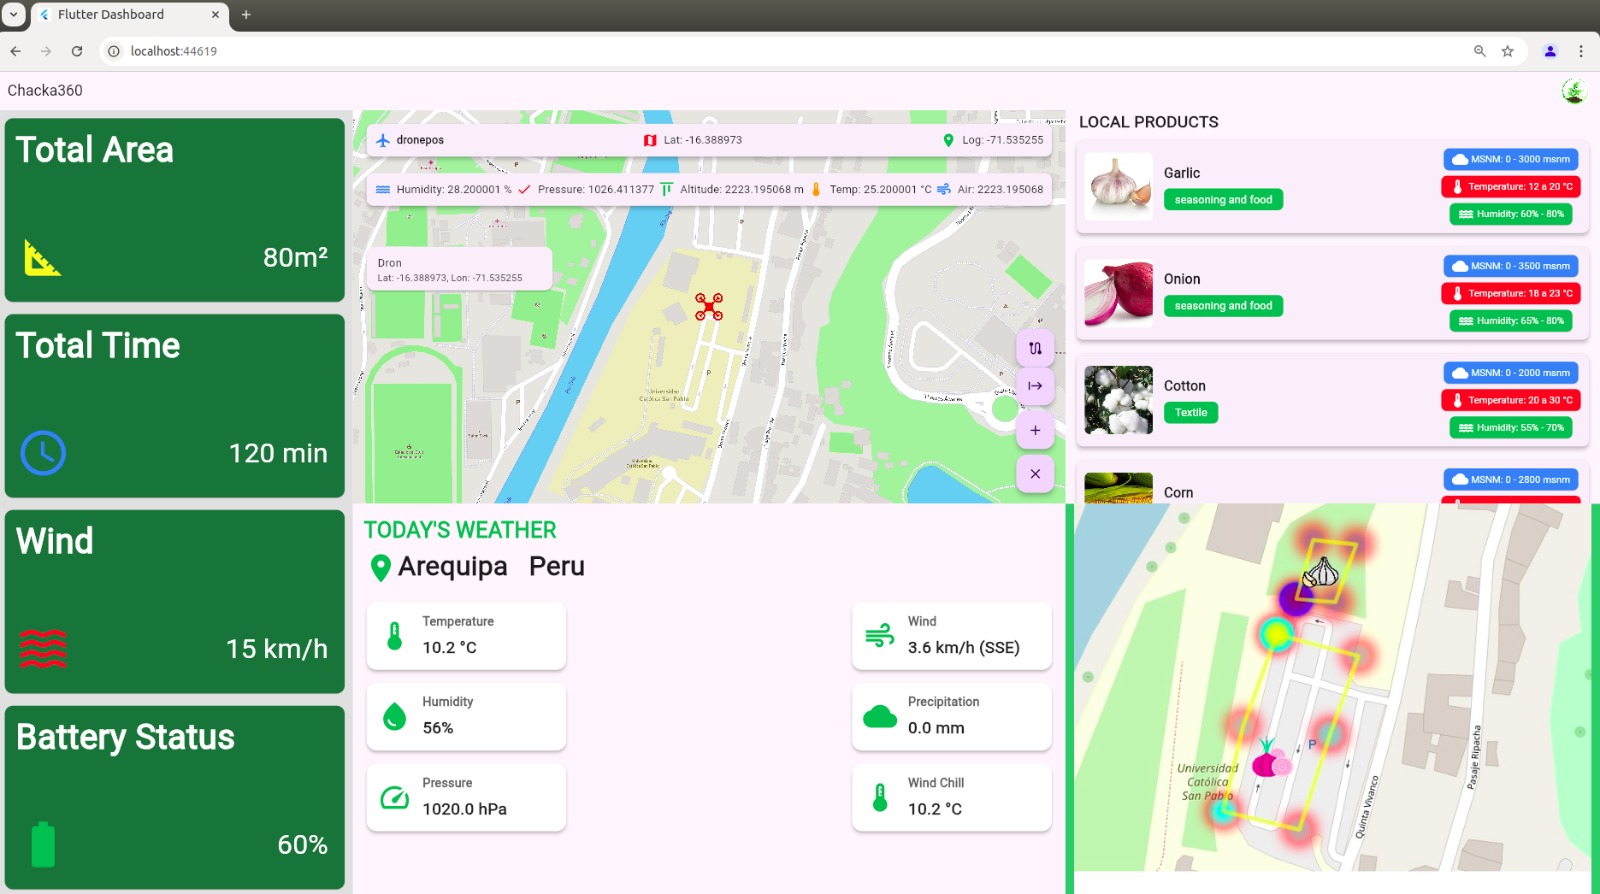 Flutter Dashboard
localhost:44619
Chacka360
Total Area
80m²
Total Time
120 min
Wind
15 km/h
Battery Status
60%
dronepos
Lat: -16.388973
Log: -71.535255
Humidity: 28.200001 %
Pressure: 1026.411377
Altitude: 2223.195068 m
Temp: 25.200001 °C
Air: 2223.195068
Dron
Lat: -16.388973, Lon: -71.535255
P
Universidad
Católica San Pablo
TODAY'S WEATHER
Arequipa Peru
Temperature
10.2 °C
Wind
3.6 km/h (SSE)
Humidity
56%
Precipitation
0.0 mm
Pressure
1020.0 hPa
Wind Chill
10.2 °C
LOCAL PRODUCTS
Garlic
seasoning and food
MSNM: 0 - 3000 msnm
Temperature: 12 a 20 °C
Humidity: 60% - 80%
Onion
seasoning and food
MSNM: 0 - 3500 msnm
Temperature: 18 a 23 °C
Humidity: 65% - 80%
Cotton
Textile
MSNM: 0 - 2000 msnm
Temperature: 20 a 30 °C
Humidity: 55% - 70%
Corn
MSNM: 0 - 2800 msnm
P
Universidad
Católica
San Pablo
Quinta Vivanco
Pasaje Ripacha